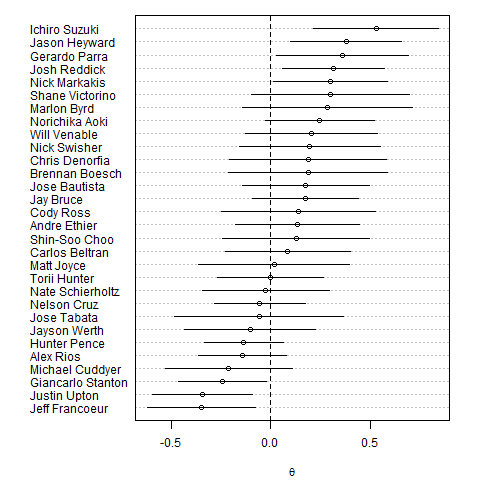 Ichiro Suzuki
Jason Heyward
Gerardo Parra
Josh Reddick
Nick Markakis
Shane Victorino
Marlon Byrd
Norichika Aoki
Will Venable
Nick Swisher
Chris Denorfia
Brennan Boesch
Jose Bautista
Jay Bruce
Cody Ross
Andre Ethier
Shin-Soo Choo
Carlos Beltran
Matt Joyce
Torii Hunter
Nate Schierholtz
Nelson Cruz
Jose Tabata
Jayson Werth
Hunter Pence
Alex Rios
Michael Cuddyer
Giancarlo Stanton
Justin Upton
Jeff Francoeur
-0.5 0.0 0.5
θ